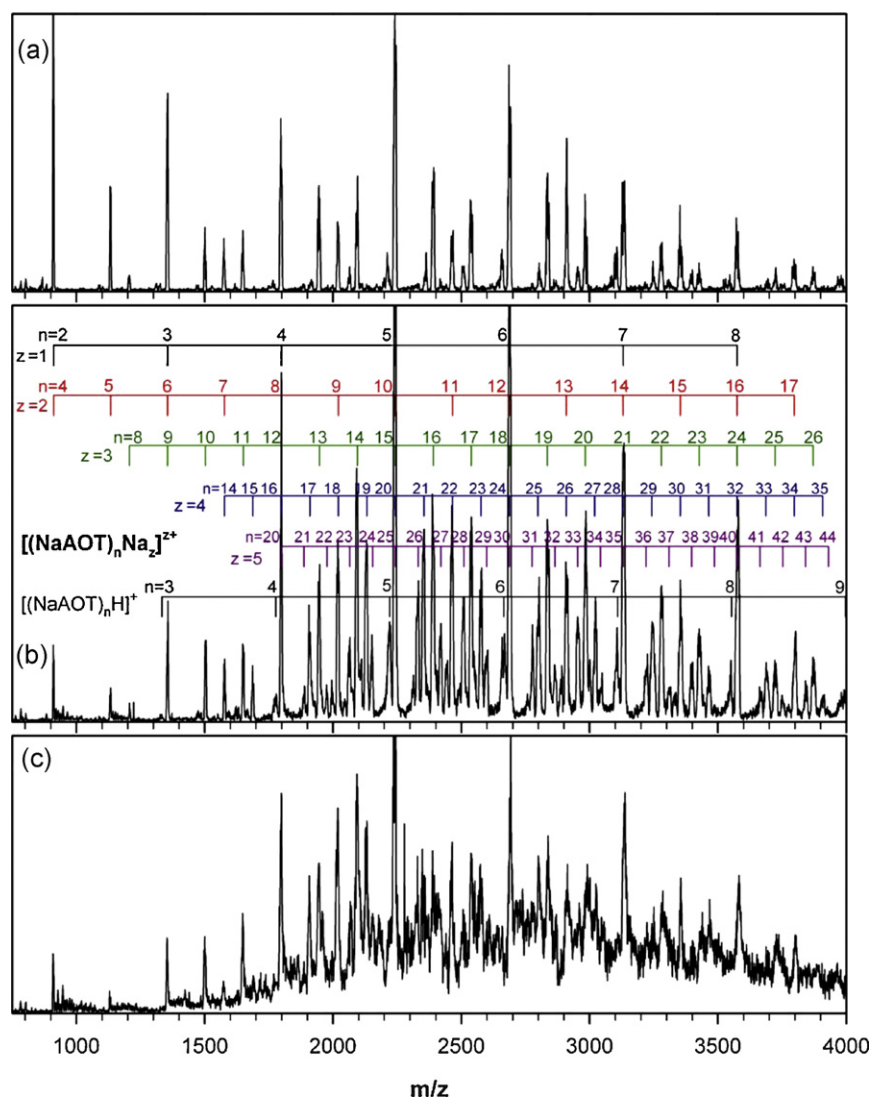 (a)
n=2 3 4 5 6 7 8
z =1
n=4 5 6 7 8 9 10 11 12 13 14 15 16 17
z =2
n=8 9 10 11 12 13 14 15 16 17 18 19 20 21 22 23 24 25 26
z =3
n=14 15 16 17 18 19 20 21 22 23 24 25 26 27 28 29 30 31 32 33 34 35
z =4
[(NaAOT)nNaz]z+
n=20 21 22 23 24 25 26 27 28 29 30 31 32 33 34 35 36 37 38 39 40 41 42 43 44
z =5
[(NaAOT)nH]+
n=3 4 5 6 7 8 9
(b)
(c)
1000 1500 2000 2500 3000 3500 4000
m/z